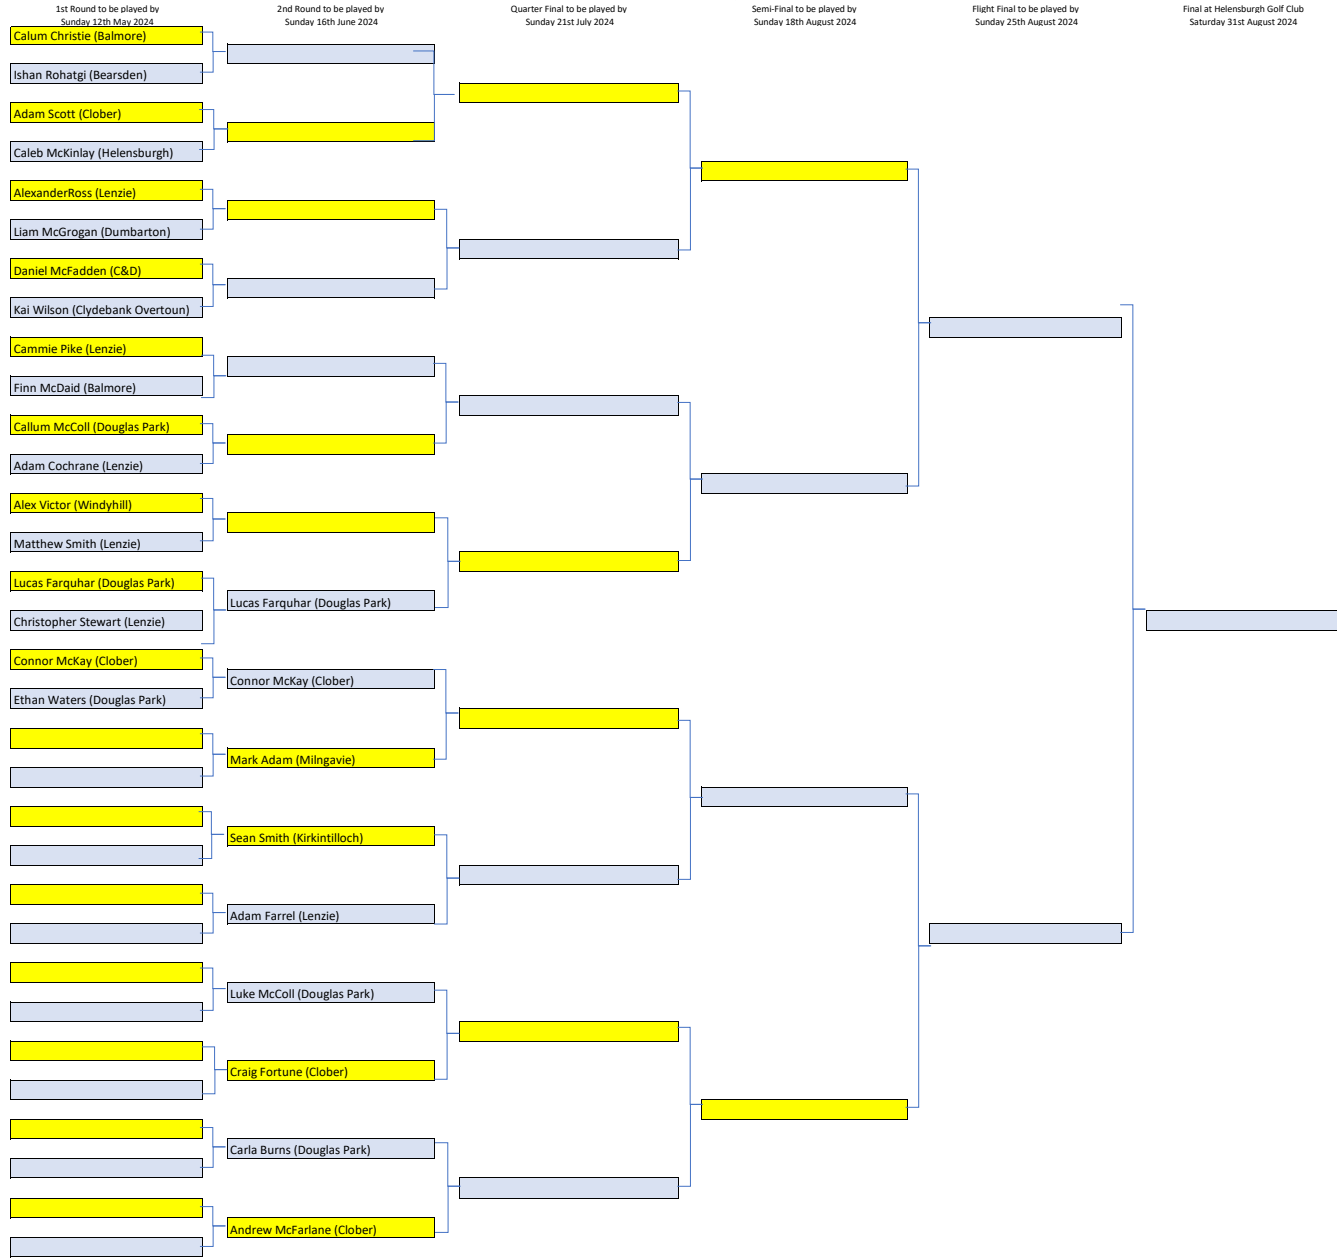 1st Round to be played by
Sunday 12th May 2024
2nd Round to be played by
Sunday 16th June 2024
Quarter Final to be played by
Sunday 21st July 2024
Semi-Final to be played by
Sunday 18th August 2024
Flight Final to be played by
Sunday 25th August 2024
Final at Helensburgh Golf Club
Saturday 31st August 2024
Calum Christie (Balmore)
Ishan Rohatgi (Bearsden)
Adam Scott (Clober)
Caleb McKinlay (Helensburgh)
AlexanderRoss (Lenzie)
Liam McGrogan (Dumbarton)
Daniel McFadden (C&D)
Kai Wilson (Clydebank Overtoun)
Cammie Pike (Lenzie)
Finn McDaid (Balmore)
Callum McColl (Douglas Park)
Adam Cochrane (Lenzie)
Alex Victor (Windyhill)
Matthew Smith (Lenzie)
Lucas Farquhar (Douglas Park)
Christopher Stewart (Lenzie)
Connor McKay (Clober)
Ethan Waters (Douglas Park)
Lucas Farquhar (Douglas Park)
Connor McKay (Clober)
Mark Adam (Milngavie)
Sean Smith (Kirkintilloch)
Adam Farrel (Lenzie)
Luke McColl (Douglas Park)
Craig Fortune (Clober)
Carla Burns (Douglas Park)
Andrew McFarlane (Clober)